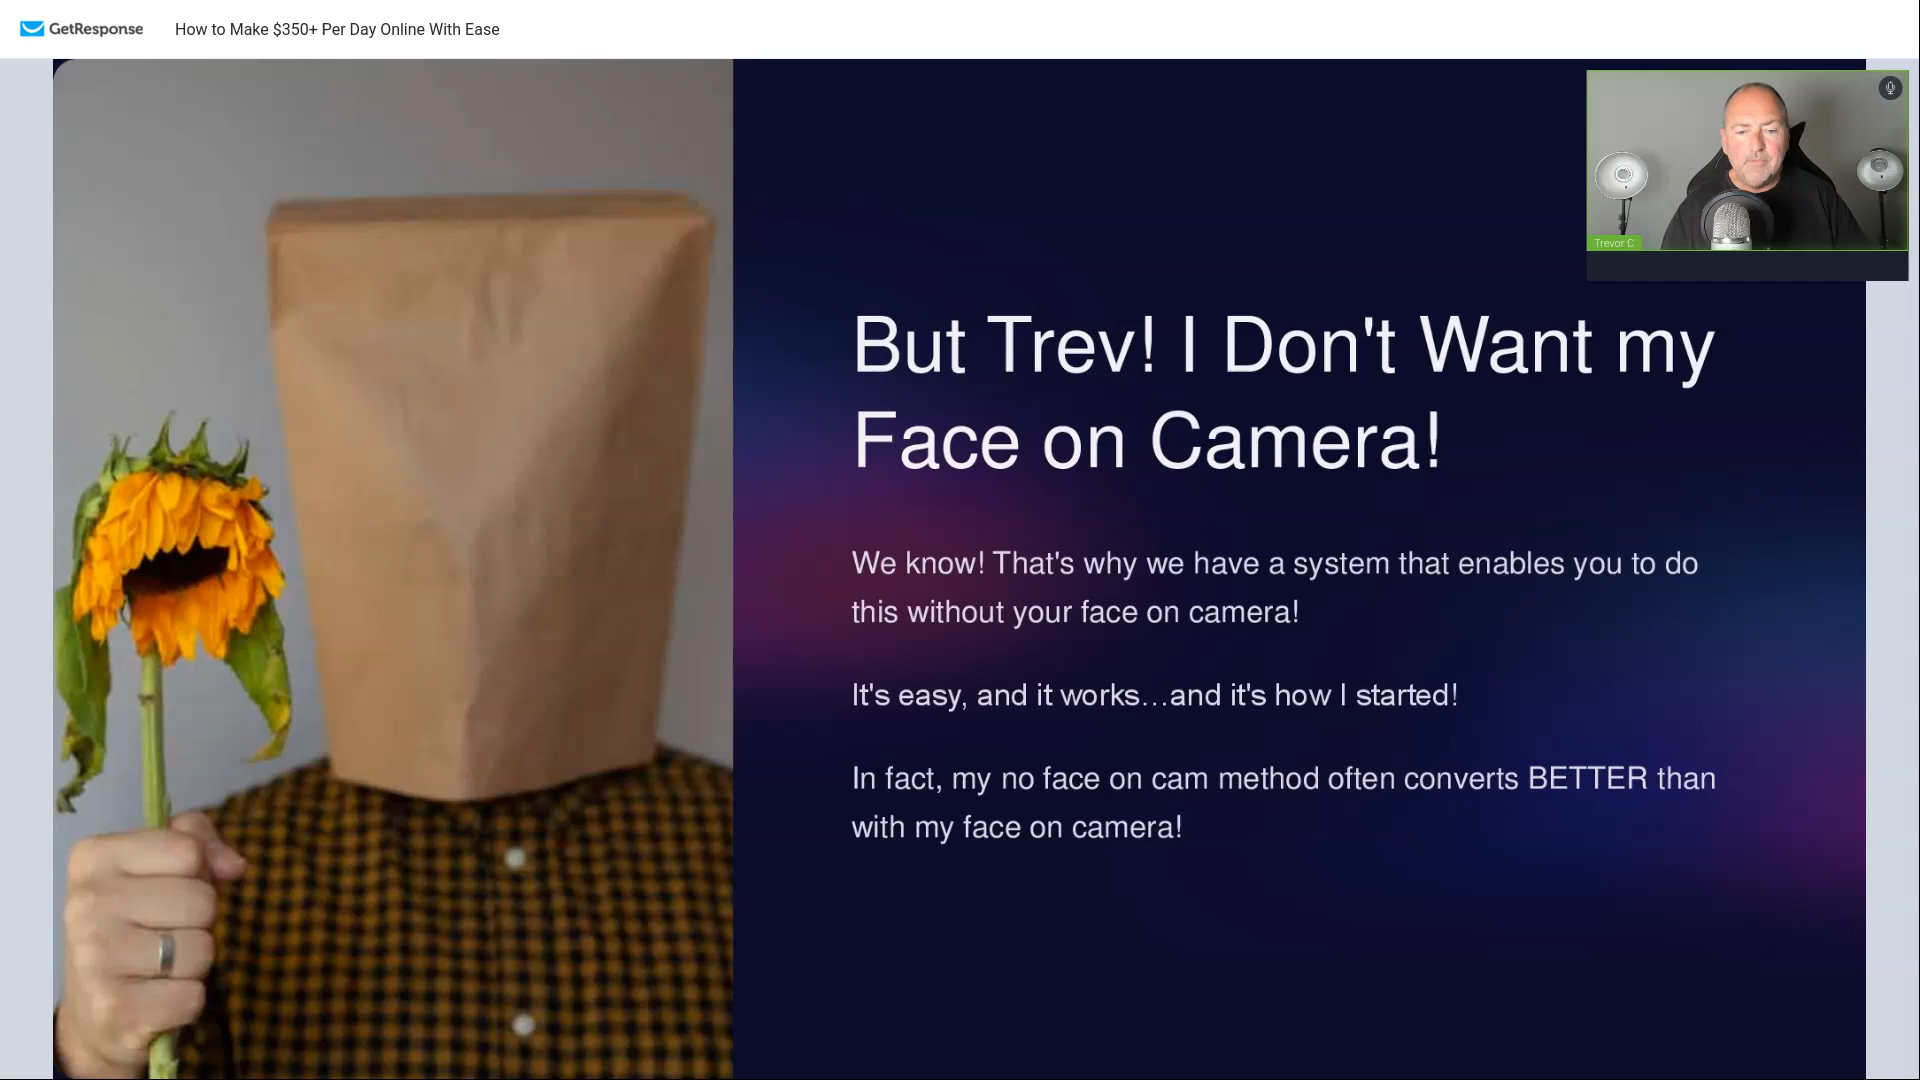 GetResponse
How to Make $350+ Per Day Online With Ease
Trevor C
But Trev! I Don't Want my
Face on Camera!
We know! That's why we have a system that enables you to do
this without your face on camera!
It's easy, and it works…and it's how I started!
In fact, my no face on cam method often converts BETTER than
with my face on camera!